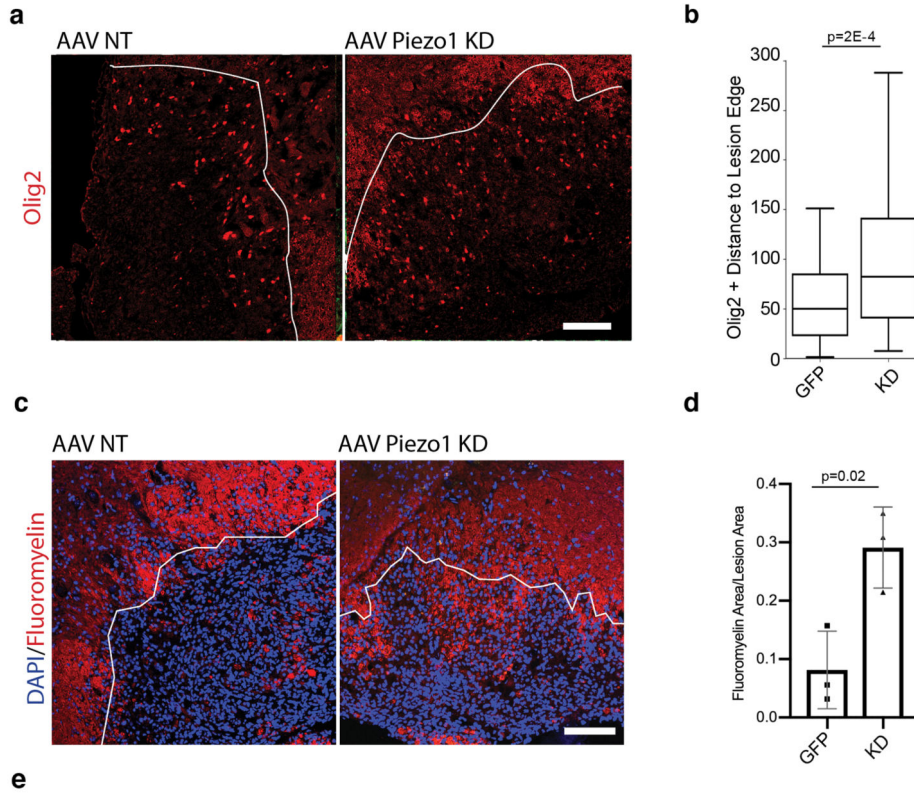 a
AAV NT
AAV Piezo1 KD
Olig2
b
p=2E-4
Olig2 + Distance to Lesion Edge
300
250
200
150
100
50
0
GFP
KD
c
AAV NT
AAV Piezo1 KD
DAPI/Fluoromyelin
d
p=0.02
Fluoromyelin Area/Lesion Area
0.4
0.3
0.2
0.1
0.0
GFP
KD
e